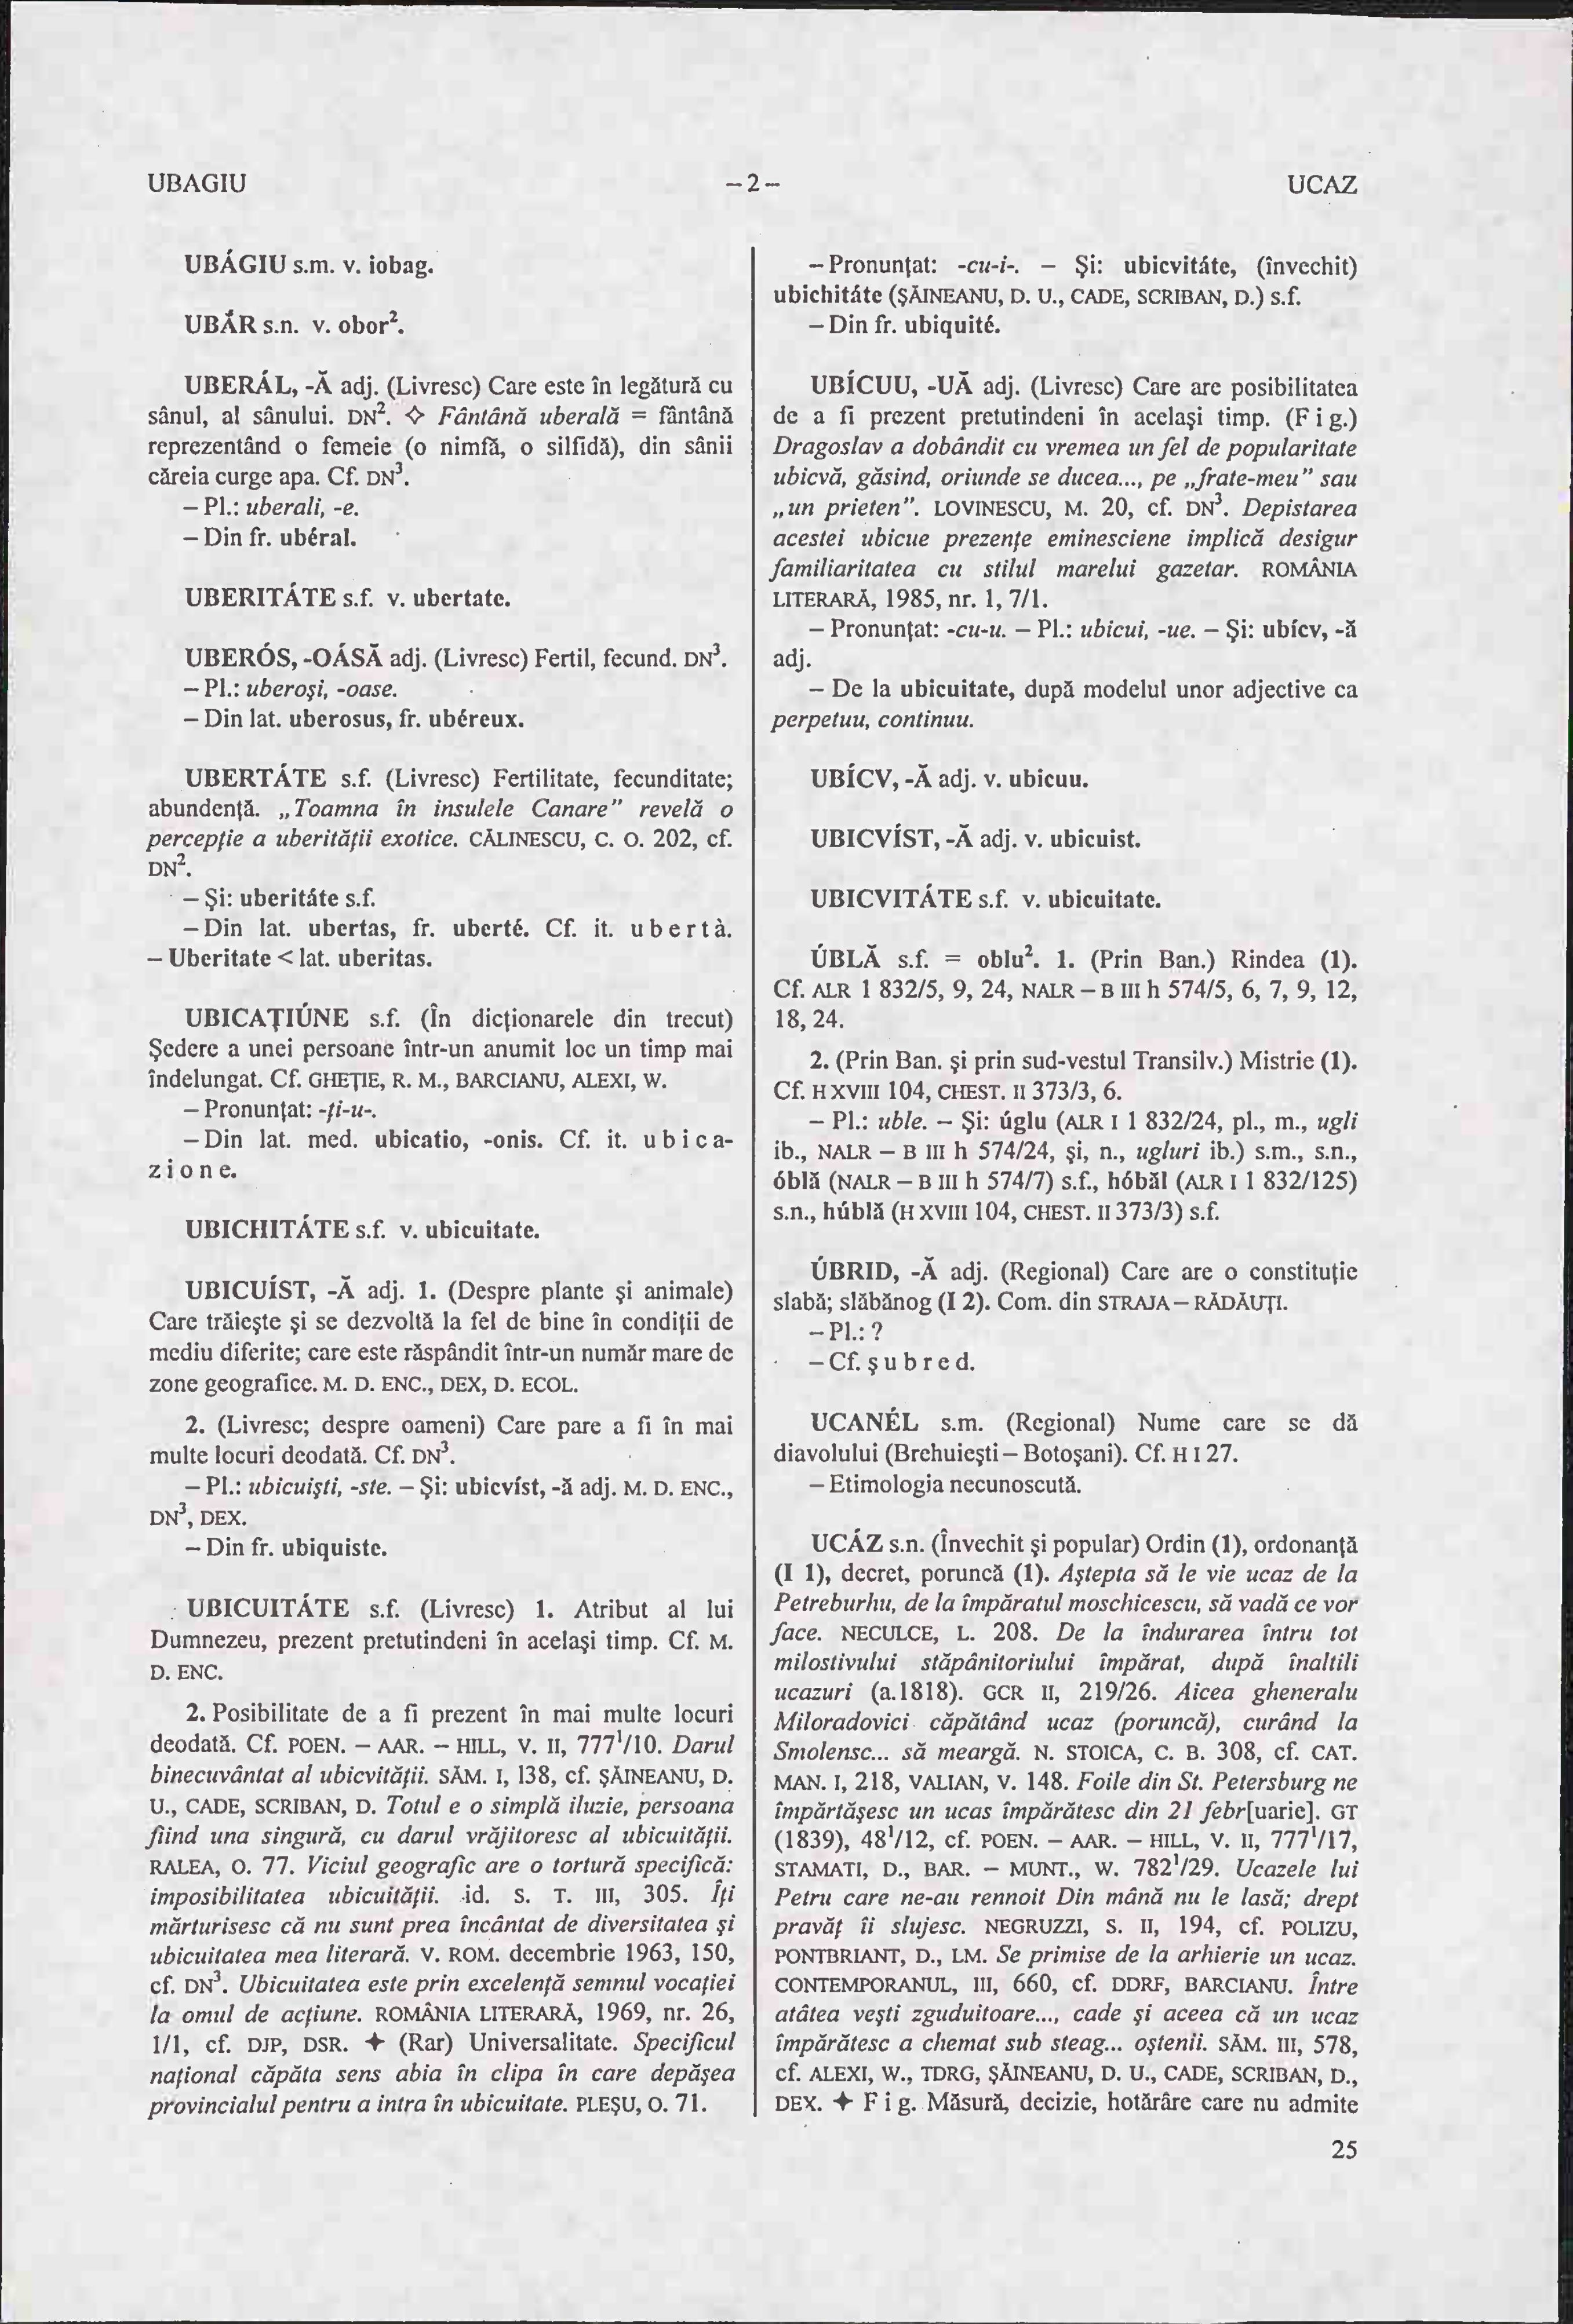 UBAGIU
–2–
UCAZ
UBÁGIU s.m. v. iobag.
UBẮR s.n. v. obor².
UBERÁL, -Ă adj. (Livresc) Care este în legătură cu
sânul, al sânului. DN². ◇ Fântână uberală = fântână
reprezentând o femeie (o nimfă, o silfidă), din sânii
căreia curge apa. Cf. DN³.
– Pl.: uberali, -e.
– Din fr. ubéral.
UBERITÁTE s.f. v. ubertate.
UBERÓS, -OÁSĂ adj. (Livresc) Fertil, fecund. DN³.
– Pl.: uberoşi, -oase.
– Din lat. uberosus, fr. ubéreux.
UBERTÁTE s.f. (Livresc) Fertilitate, fecunditate;
abundenţă. „Toamna în insulele Canare” revelă o
percepţie a uberităţii exotice. CĂLINESCU, C. O. 202, cf.
DN².
– Şi: uberitáte s.f.
– Din lat. ubertas, fr. uberté. Cf. it. ubertà.
– Uberitate < lat. uberitas.
UBICAŢIÚNE s.f. (În dicţionarele din trecut)
Şedere a unei persoane într-un anumit loc un timp mai
îndelungat. Cf. GHEŢIE, R. M., BARCIANU, ALEXI, W.
– Pronunţat: -ţi-u-.
– Din lat. med. ubicatio, -onis. Cf. it. ubica-
zione.
UBICHITÁTE s.f. v. ubicuitate.
UBICUÍST, -Ă adj. 1. (Despre plante şi animale)
Care trăieşte şi se dezvoltă la fel de bine în condiţii de
mediu diferite; care este răspândit într-un număr mare de
zone geografice. M. D. ENC., DEX, D. ECOL.
2. (Livresc; despre oameni) Care pare a fi în mai
multe locuri deodată. Cf. DN³.
– Pl.: ubicuişti, -ste. – Şi: ubicvíst, -ă adj. M. D. ENC.,
DN³, DEX.
– Din fr. ubiquiste.
UBICUITÁTE s.f. (Livresc) 1. Atribut al lui
Dumnezeu, prezent pretutindeni în acelaşi timp. Cf. M.
D. ENC.
2. Posibilitate de a fi prezent în mai multe locuri
deodată. Cf. POEN. – AAR. – HILL, V. II, 777¹/10. Darul
binecuvântat al ubicvităţii. SĂM. I, 138, cf. ŞĂINEANU, D.
U., CADE, SCRIBAN, D. Totul e o simplă iluzie, persoana
fiind una singură, cu darul vrăjitoresc al ubicuităţii.
RALEA, O. 77. Viciul geografic are o tortură specifică:
imposibilitatea ubicuităţii. id. S. T. III, 305. Îţi
mărturisesc că nu sunt prea încântat de diversitatea şi
ubicuitatea mea literară. V. ROM. decembrie 1963, 150,
cf. DN³. Ubicuitatea este prin excelenţă semnul vocaţiei
la omul de acţiune. ROMÂNIA LITERARĂ, 1969, nr. 26,
1/1, cf. DJP, DSR. ✦ (Rar) Universalitate. Specificul
naţional căpăta sens abia în clipa în care depăşea
provincialul pentru a intra în ubicuitate. PLEŞU, O. 71.
– Pronunţat: -cu-i-. – Şi: ubicvitáte, (învechit)
ubichitáte (ŞĂINEANU, D. U., CADE, SCRIBAN, D.) s.f.
– Din fr. ubiquité.
UBÍCUU, -UĂ adj. (Livresc) Care are posibilitatea
de a fi prezent pretutindeni în acelaşi timp. (Fig.)
Dragoslav a dobândit cu vremea un fel de popularitate
ubicvă, găsind, oriunde se ducea..., pe „frate-meu” sau
„un prieten”. LOVINESCU, M. 20, cf. DN³. Depistarea
acestei ubicue prezenţe eminesciene implică desigur
familiaritatea cu stilul marelui gazetar. ROMÂNIA
LITERARĂ, 1985, nr. 1, 7/1.
– Pronunţat: -cu-u. – Pl.: ubicui, -ue. – Şi: ubícv, -ă
adj.
– De la ubicuitate, după modelul unor adjective ca
perpetuu, continuu.
UBÍCV, -Ă adj. v. ubicuu.
UBICVÍST, -Ă adj. v. ubicuist.
UBICVITÁTE s.f. v. ubicuitate.
ÚBLĂ s.f. = oblu². 1. (Prin Ban.) Rindea (1).
Cf. ALR 1 832/5, 9, 24, NALR – B III h 574/5, 6, 7, 9, 12,
18, 24.
2. (Prin Ban. şi prin sud-vestul Transilv.) Mistrie (1).
Cf. H XVIII 104, CHEST. II 373/3, 6.
– Pl.: uble. – Şi: úglu (ALR I 1 832/24, pl., m., ugli
ib., NALR – B III h 574/24, şi, n., ugluri ib.) s.m., s.n.,
óblă (NALR – B III h 574/7) s.f., hóbăl (ALR I 1 832/125)
s.n., húblă (H XVIII 104, CHEST. II 373/3) s.f.
ÚBRID, -Ă adj. (Regional) Care are o constituţie
slabă; slăbănog (I 2). Com. din STRAJA – RĂDĂUŢI.
– Pl.: ?
– Cf. şubred.
UCANÉL s.m. (Regional) Nume care se dă
diavolului (Brehuieşti – Botoşani). Cf. H I 27.
– Etimologia necunoscută.
UCÁZ s.n. (Învechit şi popular) Ordin (1), ordonanţă
(I 1), decret, poruncă (1). Aştepta să le vie ucaz de la
Petreburhu, de la împăratul moschicescu, să vadă ce vor
face. NECULCE, L. 208. De la îndurarea întru tot
milostivului stăpânitoriului împărat, după înaltili
ucazuri (a.1818). GCR II, 219/26. Aicea gheneralu
Miloradovici căpătând ucaz (poruncă), curând la
Smolensc... să meargă. N. STOICA, C. B. 308, cf. CAT.
MAN. I, 218, VALIAN, V. 148. Foile din St. Petersburg ne
împărtăşesc un ucas împărătesc din 21 febr[uarie]. GT
(1839), 48¹/12, cf. POEN. – AAR. – HILL, V. II, 777¹/17,
STAMATI, D., BAR. – MUNT., W. 782¹/29. Ucazele lui
Petru care ne-au rennoit Din mână nu le lasă; drept
pravăţ îi slujesc. NEGRUZZI, S. II, 194, cf. POLIZU,
PONTBRIANT, D., LM. Se primise de la arhierie un ucaz.
CONTEMPORANUL, III, 660, cf. DDRF, BARCIANU. Între
atâtea veşti zguduitoare..., cade şi aceea că un ucaz
împărătesc a chemat sub steag... oştenii. SĂM. III, 578,
cf. ALEXI, W., TDRG, ŞĂINEANU, D. U., CADE, SCRIBAN, D.,
DEX. ✦ Fig. Măsură, decizie, hotărâre care nu admite
25